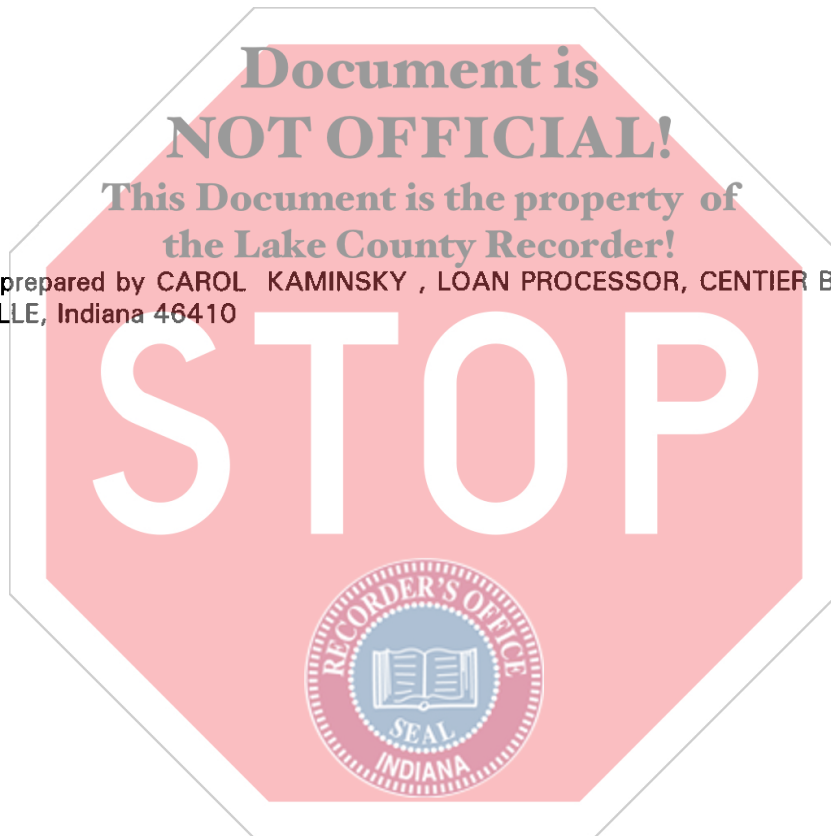 Document is
NOT OFFICIAL!
This Document is the property of
the Lake County Recorder!
prepared by CAROL KAMINSKY , LOAN PROCESSOR, CENTIER B
LLE, Indiana 46410
STOP
RECORDER'S OFFICE
SEAL
INDIANA